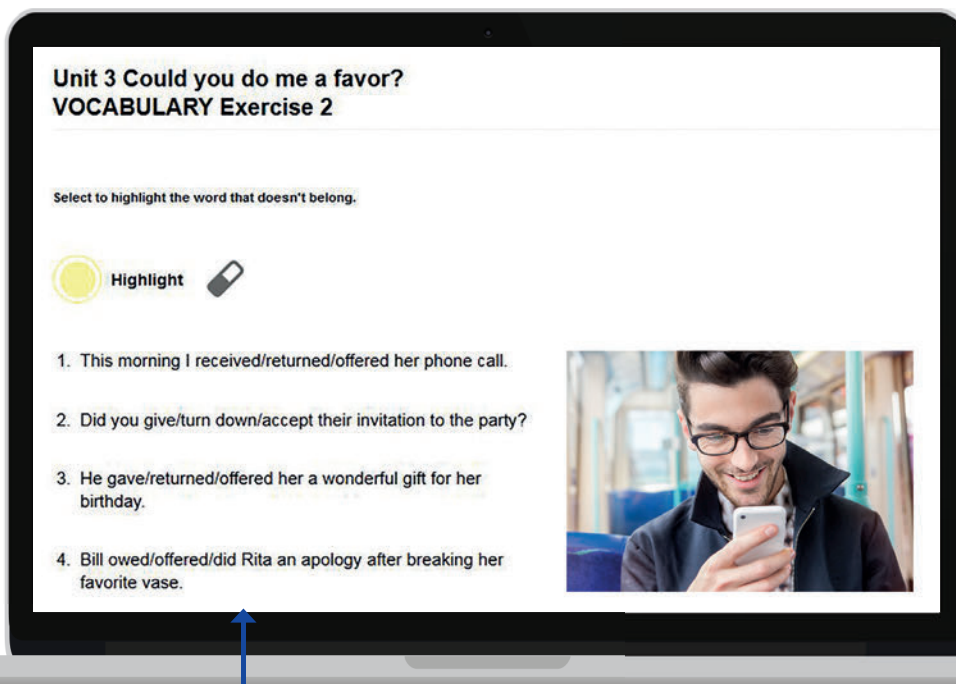 Unit 3 Could you do me a favor?
VOCABULARY Exercise 2
Select to highlight the word that doesn't belong.
Highlight
1. This morning I received/returned/offered her phone call.
2. Did you give/turn down/accept their invitation to the party?
3. He gave/returned/offered her a wonderful gift for her
birthday.
4. Bill owed/offered/did Rita an apology after breaking her
favorite vase.